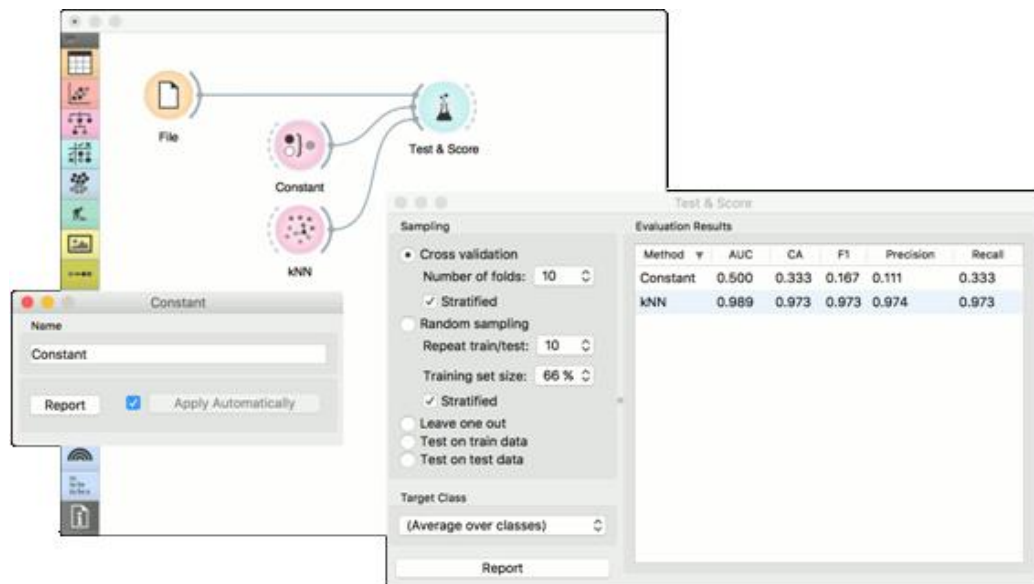 File
Test & Score
Constant
kNN
Constant
Name
Constant
Report
Apply Automatically
Test & Score
Sampling
Cross validation
Number of folds: 10
Stratified
Random sampling
Repeat train/test: 10
Training set size: 66 %
Stratified
Leave one out
Test on train data
Test on test data
Target Class
(Average over classes)
Report
Evaluation Results
Method AUC CA F1 Precision Recall
Constant 0.500 0.333 0.167 0.111 0.333
kNN 0.989 0.973 0.973 0.974 0.973